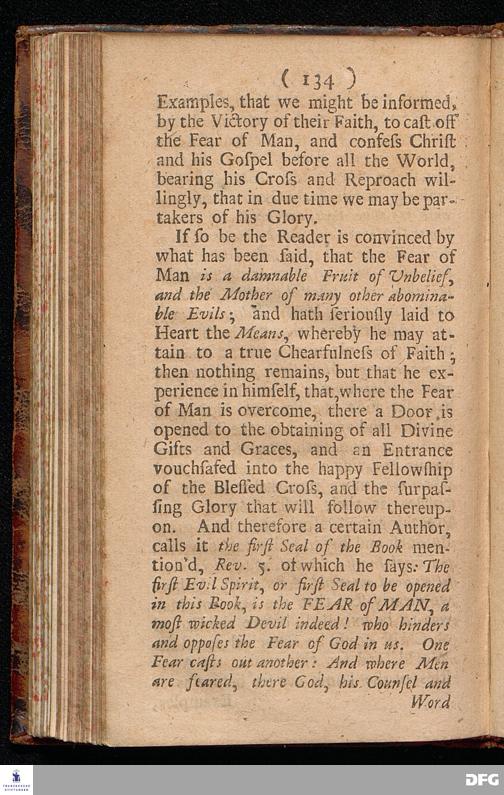 ( 134 )
Examples, that we might be informed,
by the Victory of their Faith, to caſt off
the Fear of Man, and confeſs Chriſt
and his Goſpel before all the World,
bearing his Croſs and Reproach wil-
lingly, that in due time we may be par-
takers of his Glory.
If ſo be the Reader is convinced by
what has been ſaid, that the Fear of
Man is a damnable Fruit of Unbelief,
and the Mother of many other abomina-
ble Evils; and hath ſeriouſly laid to
Heart the Means, whereby he may at-
tain to a true Chearfulneſs of Faith;
then nothing remains, but that he ex-
perience in himſelf, that, where the Fear
of Man is overcome, there a Door is
opened to the obtaining of all Divine
Gifts and Graces, and an Entrance
vouchſafed into the happy Fellowſhip
of the Bleſſed Croſs, and the ſurpaſ-
ſing Glory that will follow thereup-
on. And therefore a certain Author,
calls it the firſt Seal of the Book men-
tion'd, Rev. 5. of which he ſays: The
firſt Evil Spirit, or firſt Seal to be opened
in this Book, is the FEAR of MAN, a
moſt wicked Devil indeed! who hinders
and oppoſes the Fear of God in us. One
Fear caſts out another: And where Men
are feared, there God, his Counſel and
Word
FRANCKESCHE
STIFTUNGEN
DFG